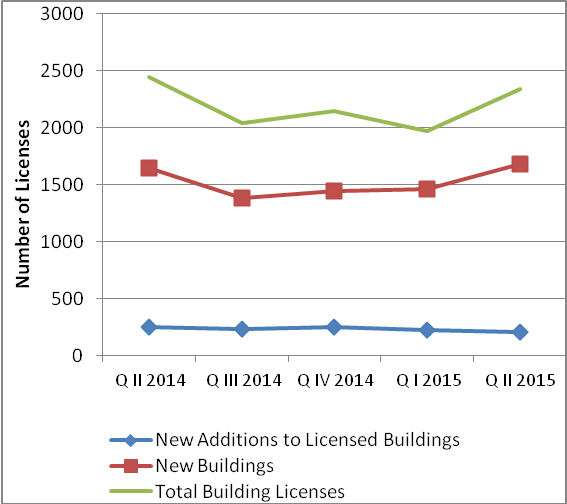 3000
2500
2000
1500
1000
500
0
Number of Licenses
Q II 2014 Q III 2014 Q IV 2014 Q I 2015 Q II 2015
New Additions to Licensed Buildings
New Buildings
Total Building Licenses